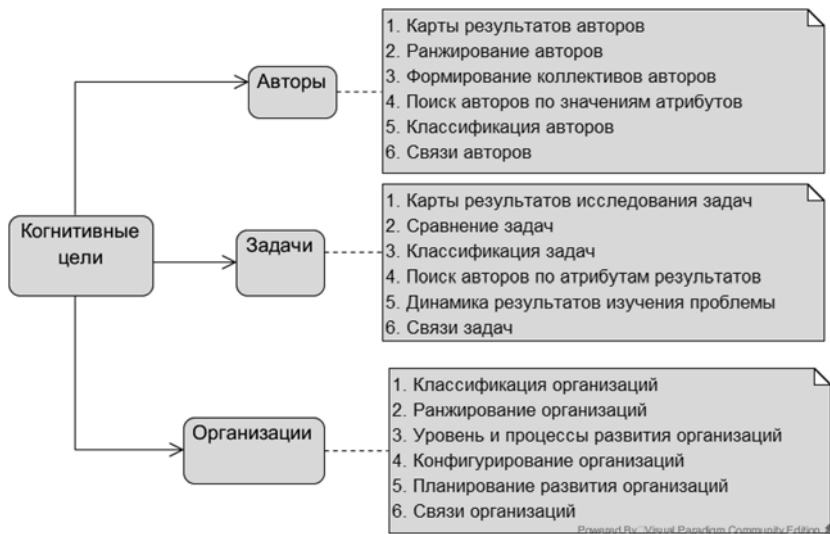 Авторы
1. Карты результатов авторов
2. Ранжирование авторов
3. Формирование коллективов авторов
4. Поиск авторов по значениям атрибутов
5. Классификация авторов
6. Связи авторов
Когнитивные
цели
Задачи
1. Карты результатов исследования задач
2. Сравнение задач
3. Классификация задач
4. Поиск авторов по атрибутам результатов
5. Динамика результатов изучения проблемы
6. Связи задач
Организации
1. Классификация организаций
2. Ранжирование организаций
3. Уровень и процессы развития организаций
4. Конфигурирование организаций
5. Планирование развития организаций
6. Связи организаций
Powered By Visual Paradigm Community Edition